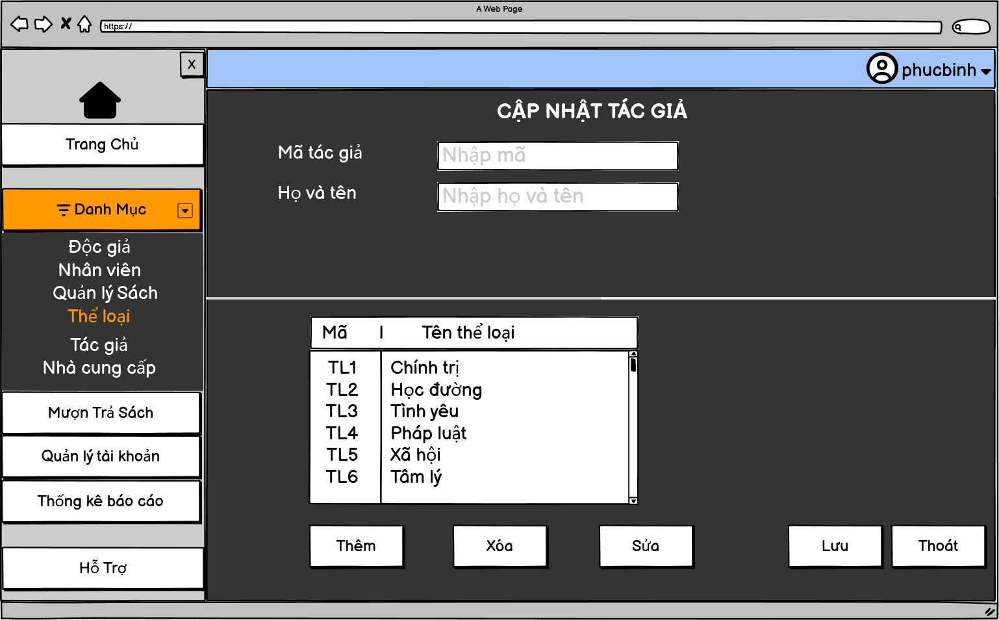 A Web Page
https://
X
phucbinh
CẬP NHẬT TÁC GIẢ
Trang Chủ
Mã tác giả
Nhập mã
Họ và tên
Nhập họ và tên
Danh Mục
Độc giả
Nhân viên
Quản lý Sách
Thể loại
Tác giả
Nhà cung cấp
Mã | Tên thể loại
TL1 Chính trị
TL2 Học đường
TL3 Tình yêu
TL4 Pháp luật
TL5 Xã hội
TL6 Tâm lý
Mượn Trả Sách
Quản lý tài khoản
Thống kê báo cáo
Hỗ Trợ
Thêm
Xóa
Sửa
Lưu
Thoát